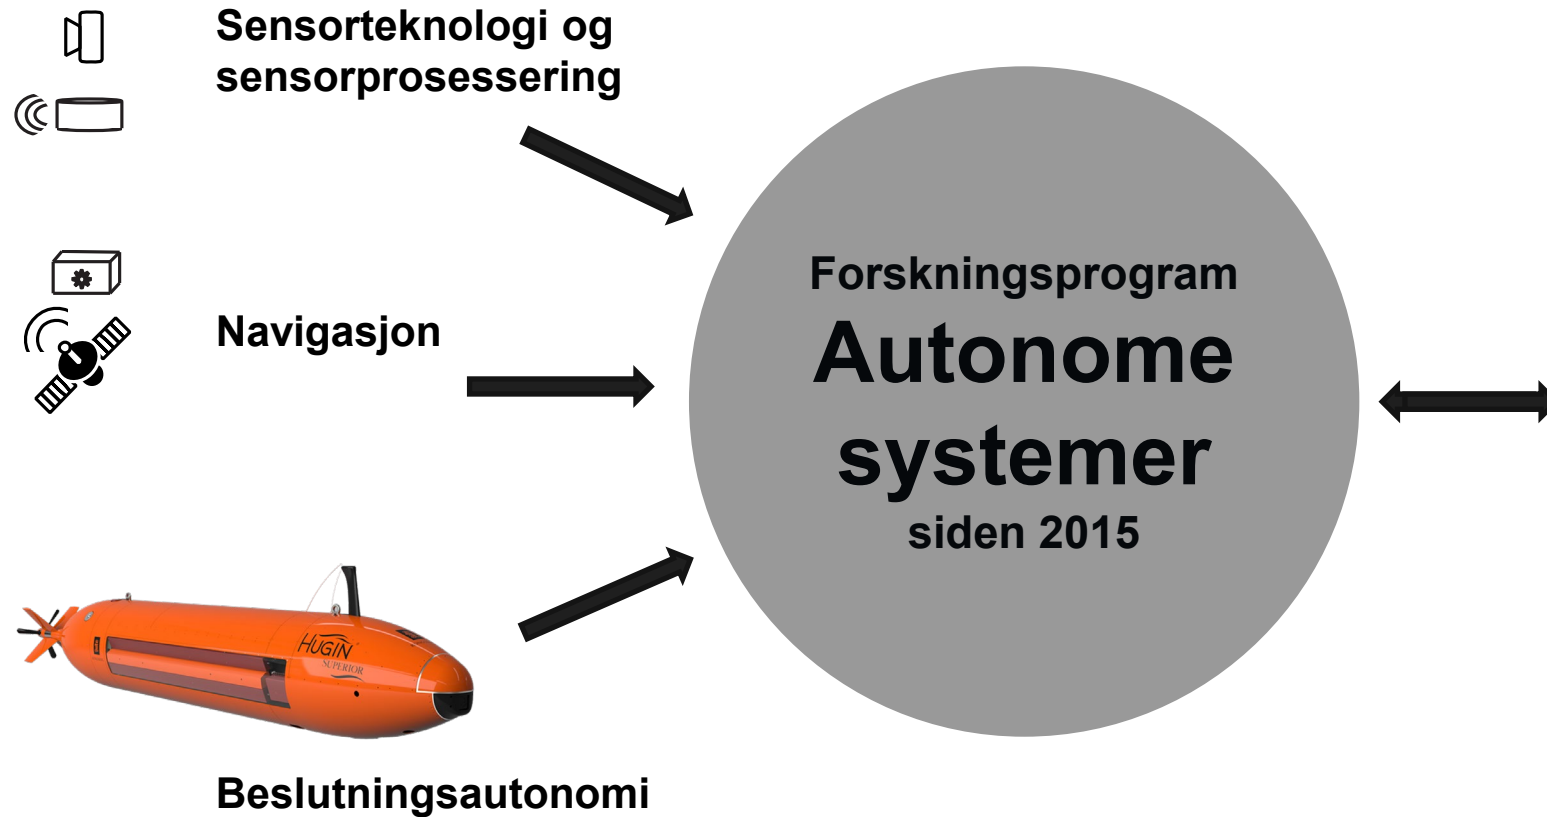 Sensorteknologi og
sensorprosessering
Navigasjon
Forskningsprogram
Autonome
systemer
siden 2015
HUGIN
SUPERIOR
Beslutningsautonomi